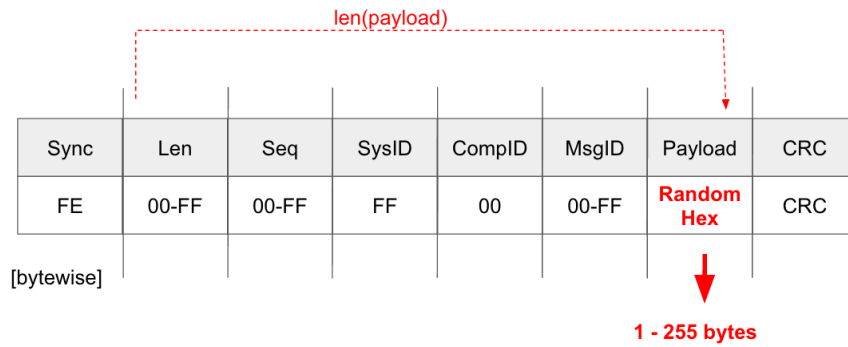 len(payload)
Sync Len Seq SysID CompID MsgID Payload CRC
FE 00-FF 00-FF FF 00 00-FF Random Hex CRC
[bytewise]
1 - 255 bytes